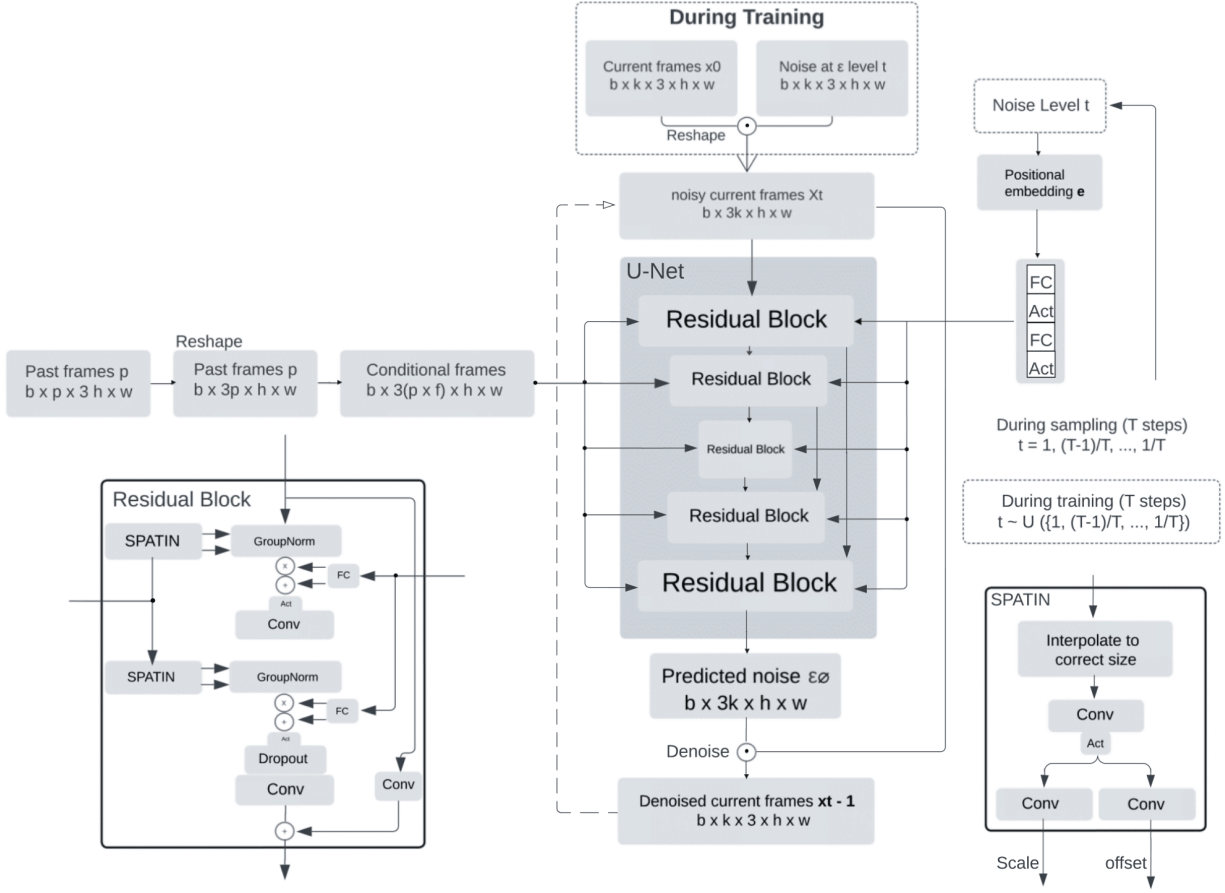 During Training
Current frames x0
b x k x 3 x h x w
Noise at ε level t
b x k x 3 x h x w
Reshape
Noise Level t
Positional
embedding e
noisy current frames Xt
b x 3k x h x w
U-Net
Residual Block
Residual Block
Residual Block
Residual Block
Residual Block
FC
Act
FC
Act
Reshape
Past frames p
b x p x 3 h x w
Past frames p
b x 3p x h x w
Conditional frames
b x 3(p x f) x h x w
During sampling (T steps)
t = 1, (T-1)/T, ..., 1/T
During training (T steps)
t ~ U ({1, (T-1)/T, ..., 1/T})
Residual Block
SPATIN
GroupNorm
x
+
FC
Act
Conv
SPATIN
GroupNorm
x
+
FC
Act
Dropout
Conv
Conv
+
Predicted noise εø
b x 3k x h x w
Denoise
Denoised current frames xt - 1
b x k x 3 x h x w
SPATIN
Interpolate to
correct size
Conv
Act
Conv
Conv
Scale
offset